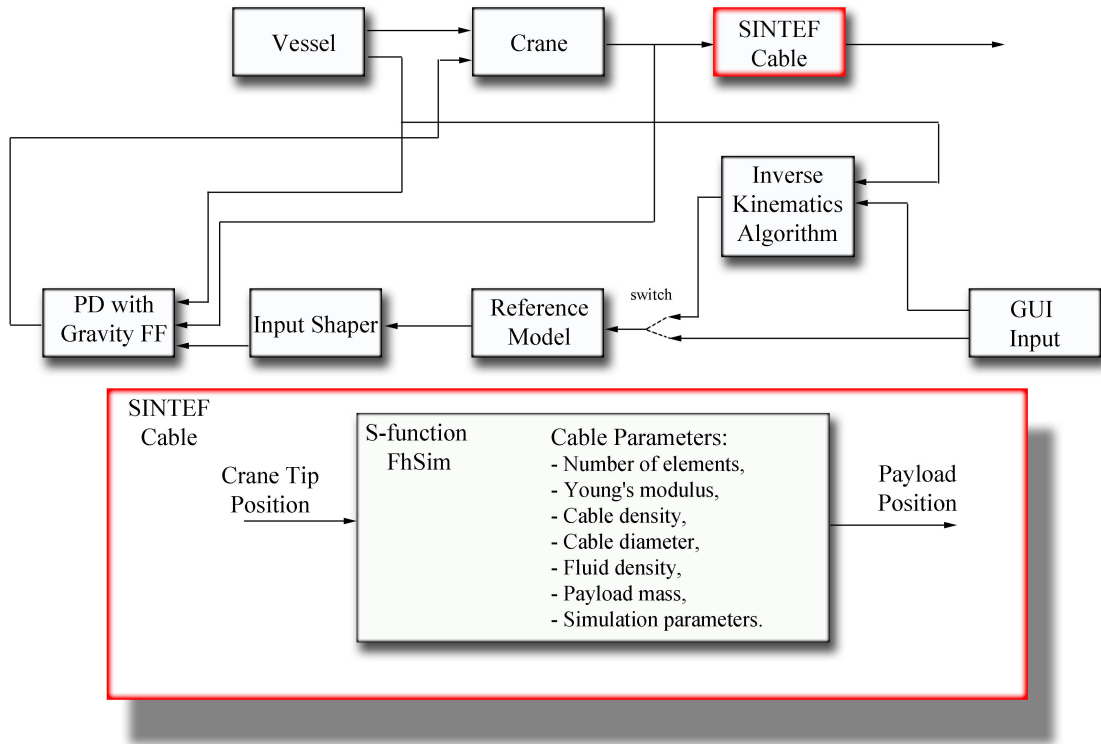 Vessel
Crane
SINTEF
Cable
Inverse
Kinematics
Algorithm
PD with
Gravity FF
Input Shaper
Reference
Model
switch
GUI
Input
SINTEF
Cable
Crane Tip
Position
S-function
FhSim
Cable Parameters:
- Number of elements,
- Young's modulus,
- Cable density,
- Cable diameter,
- Fluid density,
- Payload mass,
- Simulation parameters.
Payload
Position